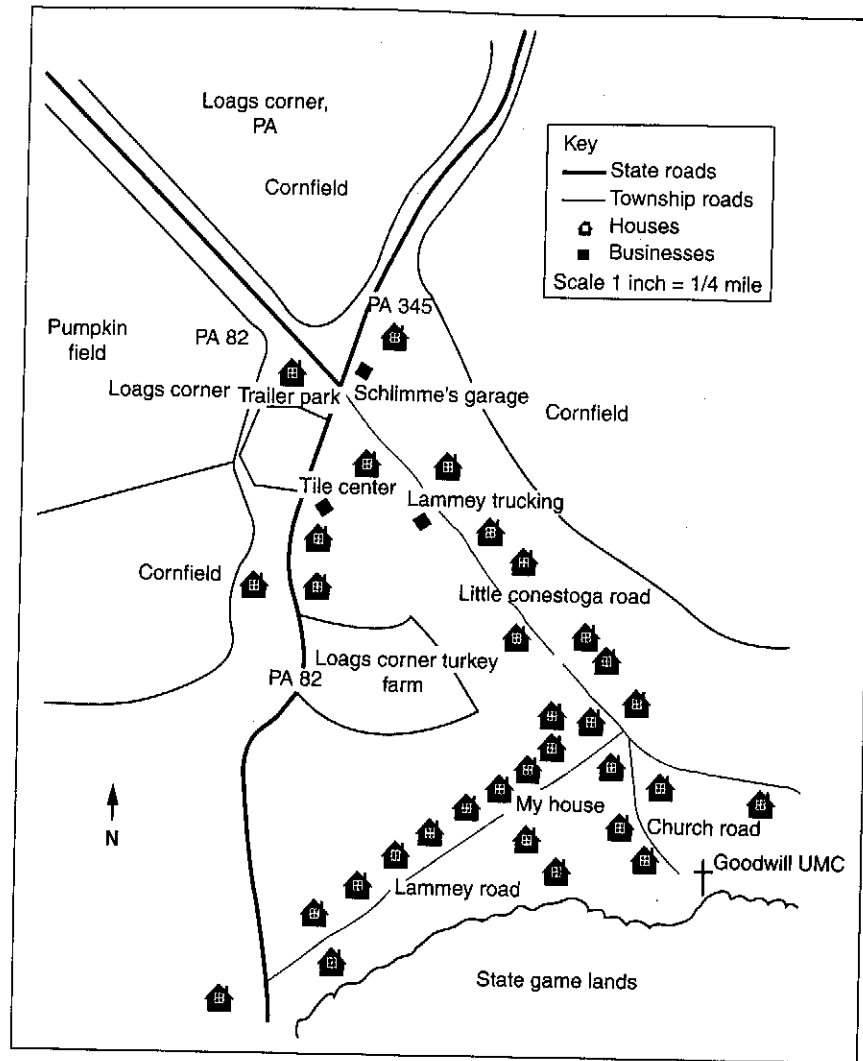 Loags corner,
PA
Cornfield
Key
State roads
Township roads
Houses
Businesses
Scale 1 inch = 1/4 mile
PA 345
Pumpkin
field
PA 82
Loags corner
Trailer park
Schlimme's garage
Cornfield
Tile center
Lammey trucking
Cornfield
Little conestoga road
Loags corner turkey
farm
PA 82
N
My house
Church road
Goodwill UMC
Lammey road
State game lands